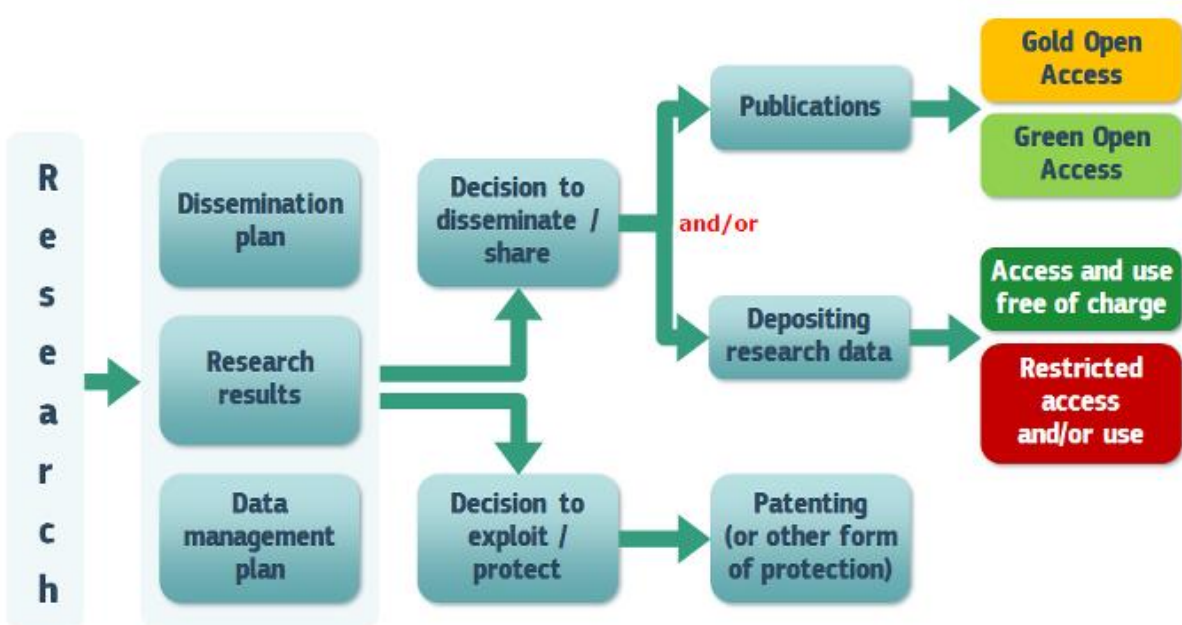 Research
Dissemination
plan
Research
results
Data
management
plan
Decision to
disseminate /
share
Decision to
exploit /
protect
and/or
Publications
Depositing
research data
Patenting
(or other form
of protection)
Gold Open
Access
Green Open
Access
Access and use
free of charge
Restricted
access
and/or use